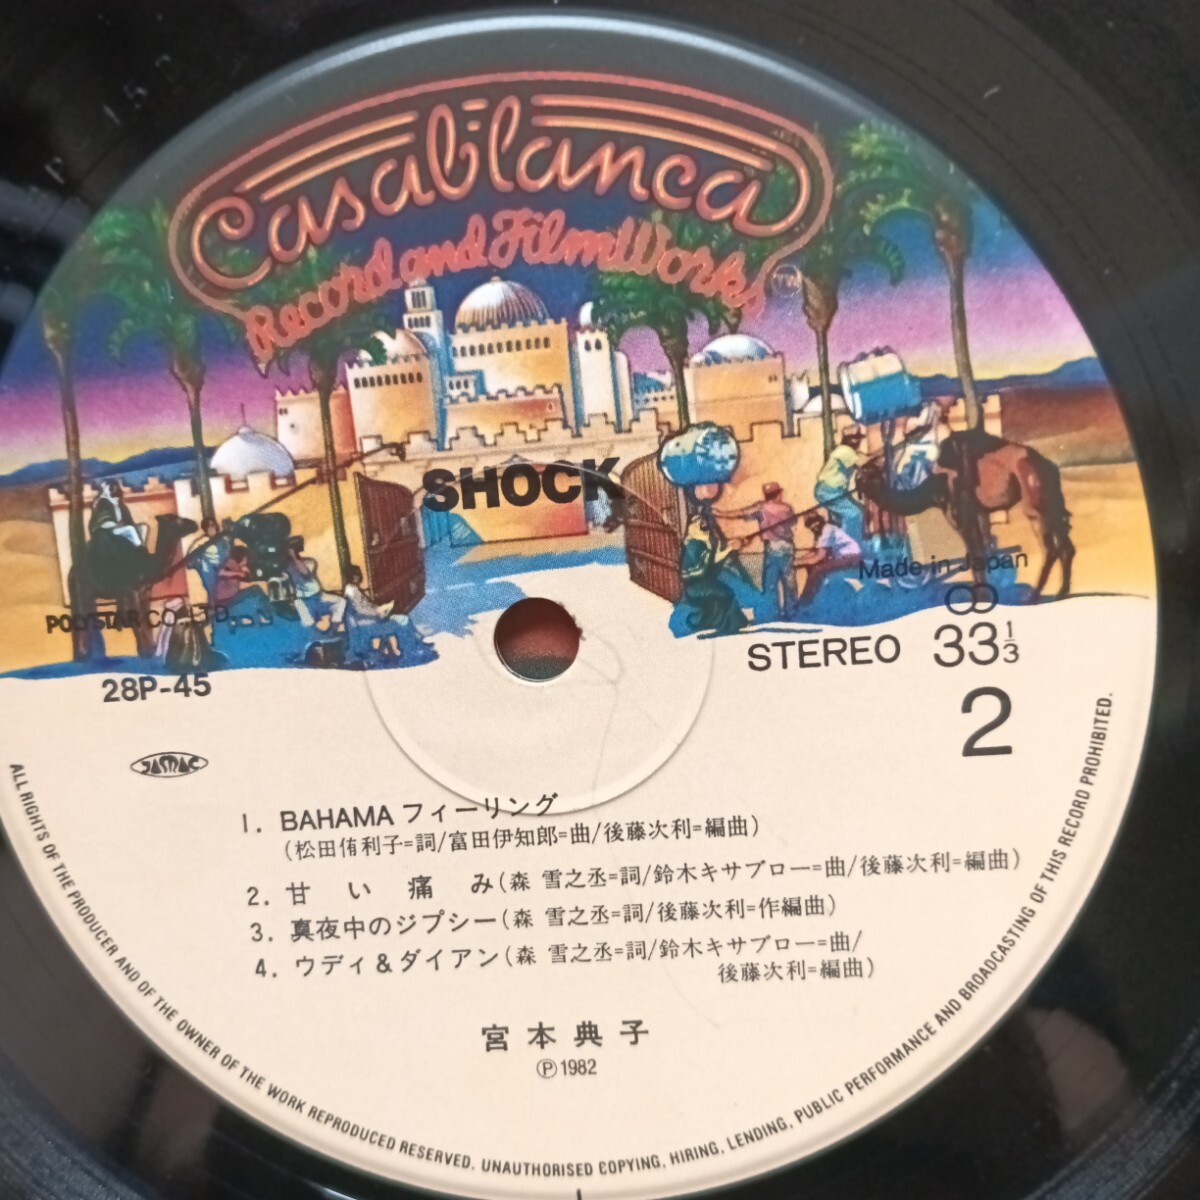 Casablanca
Record and FilmWorks
SHOCK
Made in Japan
POLYSTAR CO., LTD.
STEREO 33 1/3
28P-45
2
JASRAC
1. BAHAMA フィーリング
(松田侑利子=詞/富田伊知郎=曲/後藤次利=編曲)
2. 甘い痛み(森 雪之丞=詞/鈴木キサブロー=曲/後藤次利=編曲)
3. 真夜中のジプシー(森 雪之丞=詞/後藤次利=作編曲)
4. ウディ&ダイアン(森 雪之丞=詞/鈴木キサブロー=曲/
後藤次利=編曲)
宮本典子
Ⓟ1982
ALL RIGHTS OF THE PRODUCER AND OF THE OWNER OF THE WORK REPRODUCED RESERVED. UNAUTHORISED COPYING, HIRING, LENDING, PUBLIC PERFORMANCE AND BROADCASTING OF THIS RECORD PROHIBITED.